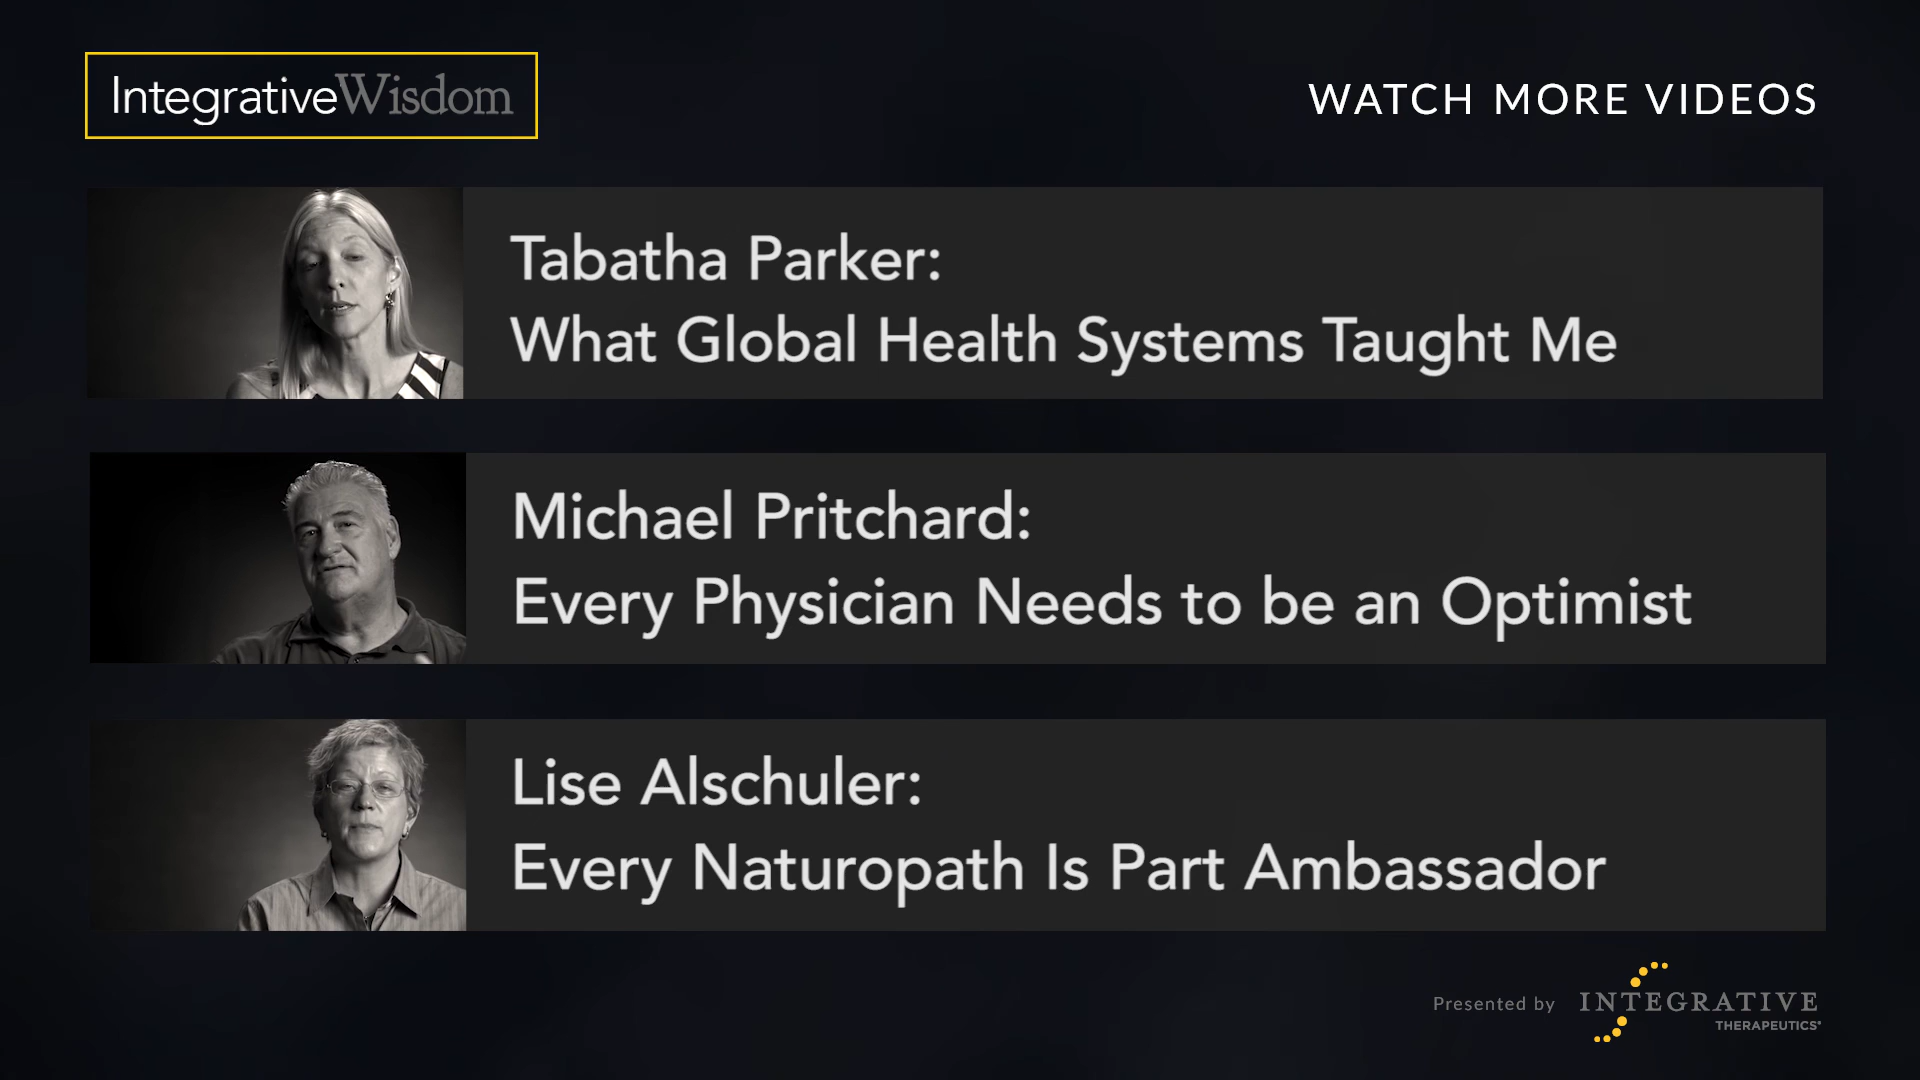 IntegrativeWisdom
WATCH MORE VIDEOS
Tabatha Parker:
What Global Health Systems Taught Me
Michael Pritchard:
Every Physician Needs to be an Optimist
Lise Alschuler:
Every Naturopath Is Part Ambassador
Presented by INTEGRATIVE
THERAPEUTICS®